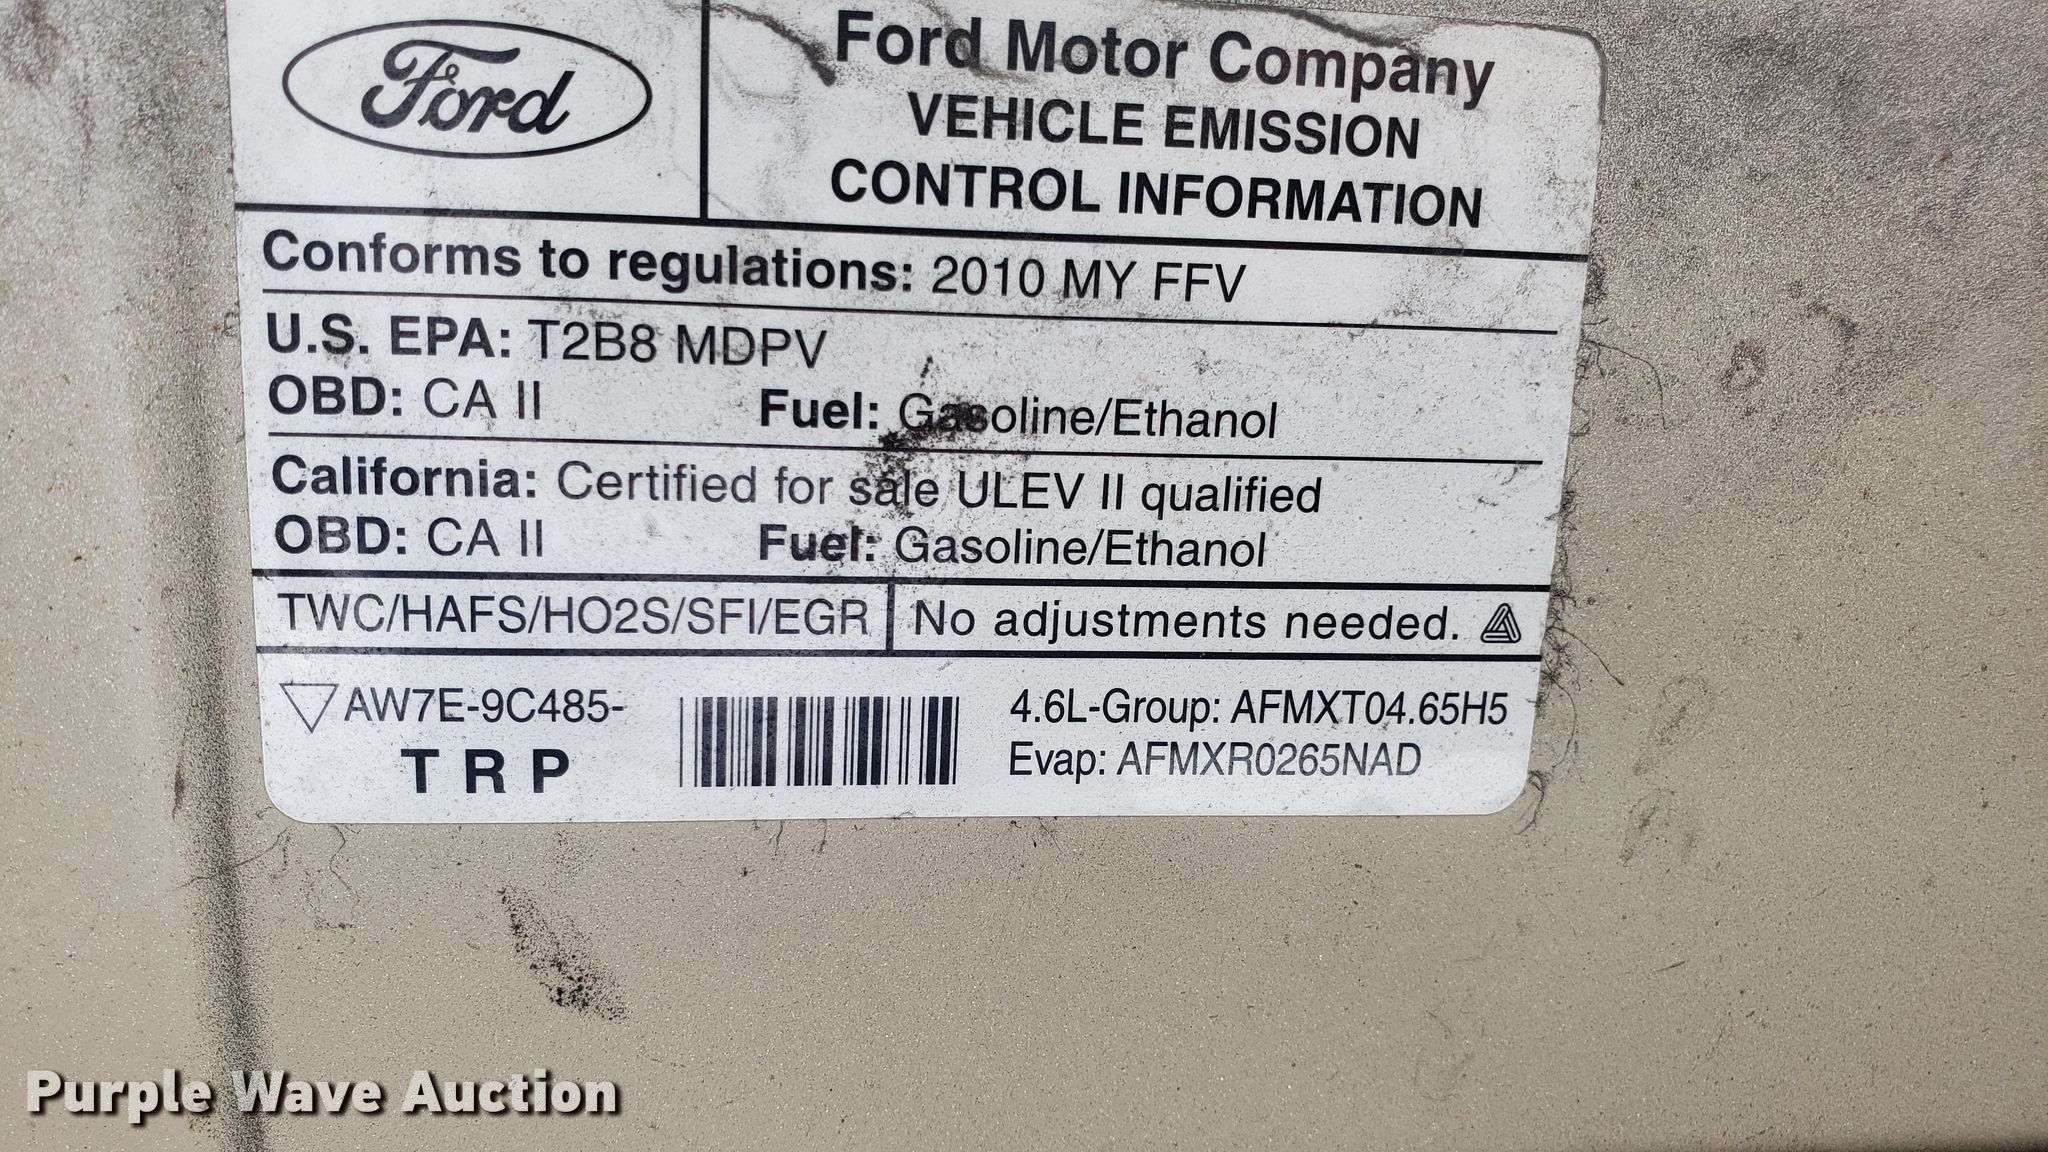 Ford
Ford Motor Company
VEHICLE EMISSION
CONTROL INFORMATION
Conforms to regulations: 2010 MY FFV
U.S. EPA: T2B8 MDPV
OBD: CA II Fuel: Gasoline/Ethanol
California: Certified for sale ULEV II qualified
OBD: CA II Fuel: Gasoline/Ethanol
TWC/HAFS/HO2S/SFI/EGR No adjustments needed.
AW7E-9C485-
TRP
4.6L-Group: AFMXT04.65H5
Evap: AFMXR0265NAD
Purple Wave Auction